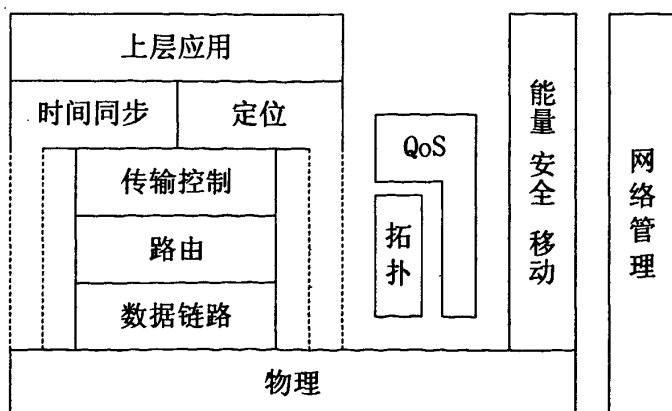 上层应用
时间同步
定位
传输控制
路由
数据链路
物理
QoS
拓扑
能量 安全 移动
网络管理